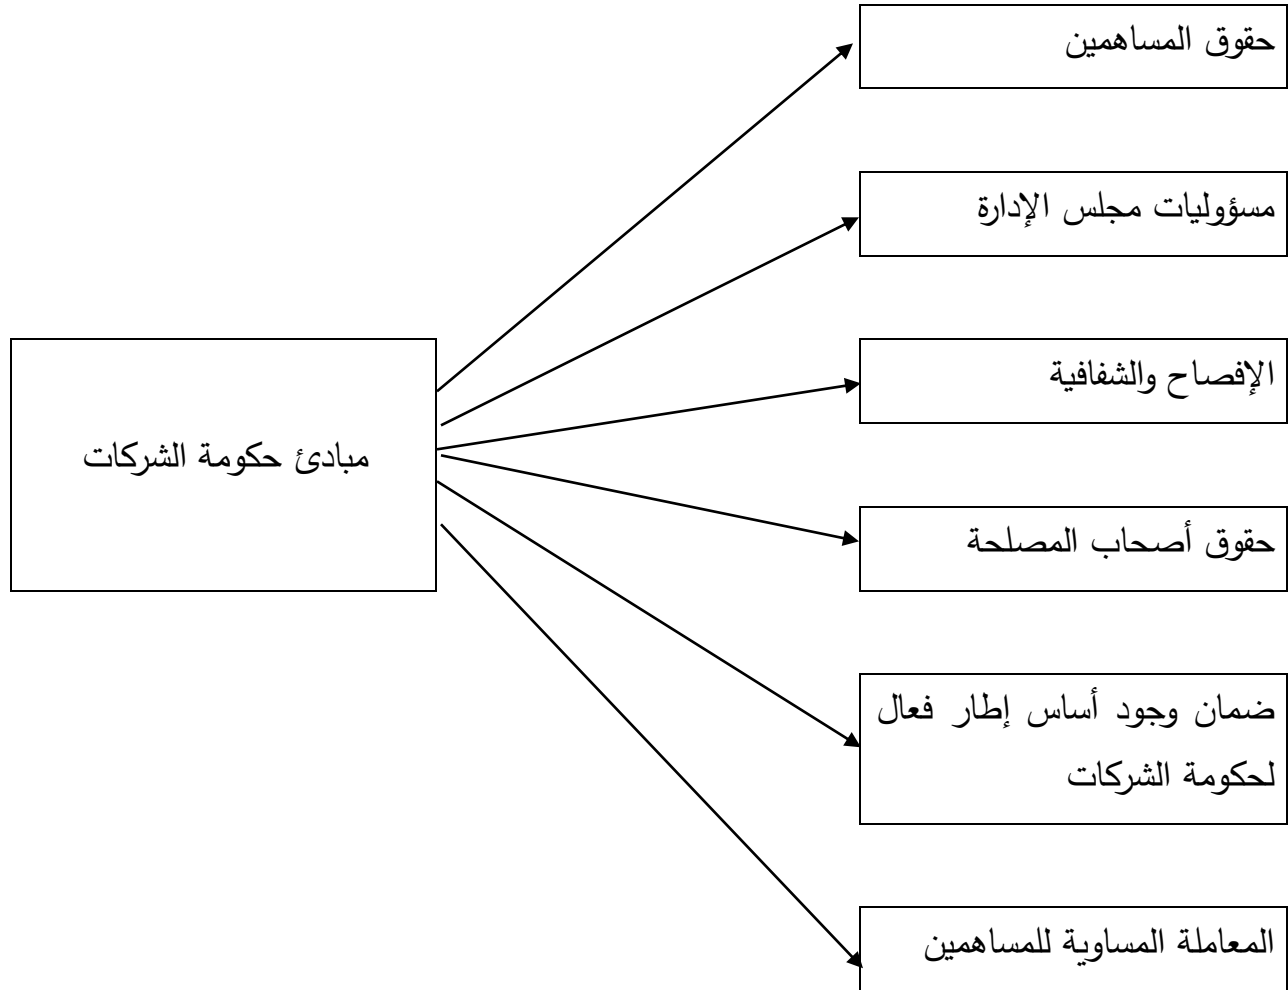 حقوق المساهمين
مسؤوليات مجلس الإدارة
الإفصاح والشفافية
مبادئ حكومة الشركات
حقوق أصحاب المصلحة
ضمان وجود أساس إطار فعال
لحكومة الشركات
المعاملة المساوية للمساهمين